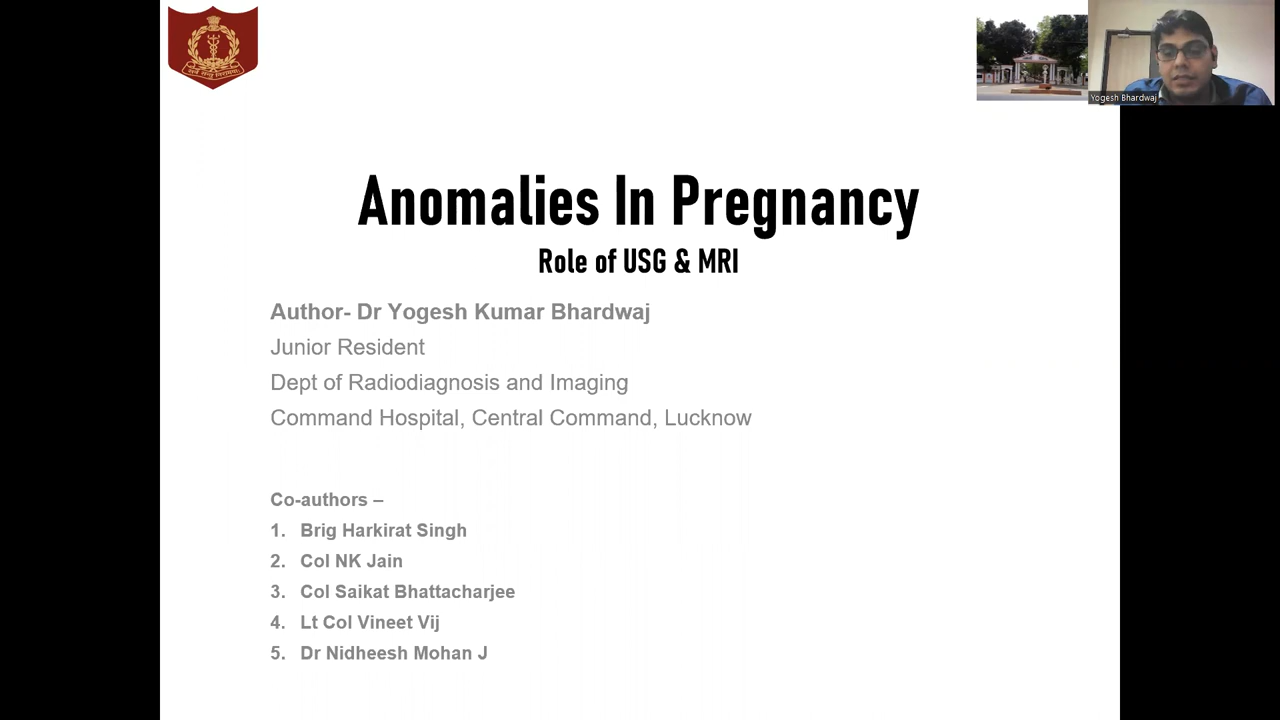 Yogesh Bhardwaj
Anomalies In Pregnancy
Role of USG & MRI
Author- Dr Yogesh Kumar Bhardwaj
Junior Resident
Dept of Radiodiagnosis and Imaging
Command Hospital, Central Command, Lucknow
Co-authors –
1. Brig Harkirat Singh
2. Col NK Jain
3. Col Saikat Bhattacharjee
4. Lt Col Vineet Vij
5. Dr Nidheesh Mohan J